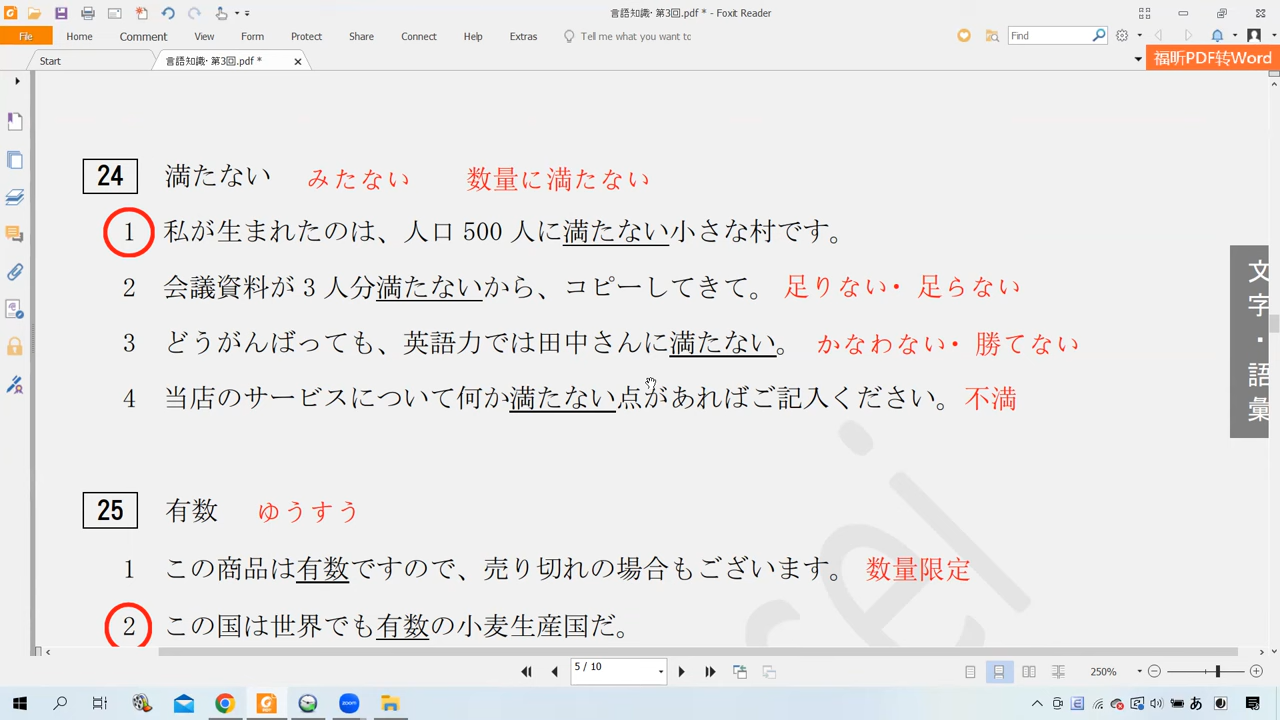 言語知識· 第3回.pdf * - Foxit Reader
File Home Comment View Form Protect Share Connect Help Extras Tell me what you want to Find
Start 言語知識· 第3回.pdf *
福昕PDF转Word
24 満たない みたない 数量に満たない
1 私が生まれたのは、人口 500 人に満たない小さな村です。
2 会議資料が 3 人分満たないから、コピーしてきて。 足りない・足らない
3 どうがんばっても、英語力では田中さんに満たない。 かなわない・勝てない
4 当店のサービスについて何か満たない点があればご記入ください。 不満
文字・語彙
25 有数 ゆうすう
1 この商品は有数ですので、売り切れの場合もございます。 数量限定
2 この国は世界でも有数の小麦生産国だ。
sei
5 / 10
250%
zoom
あ